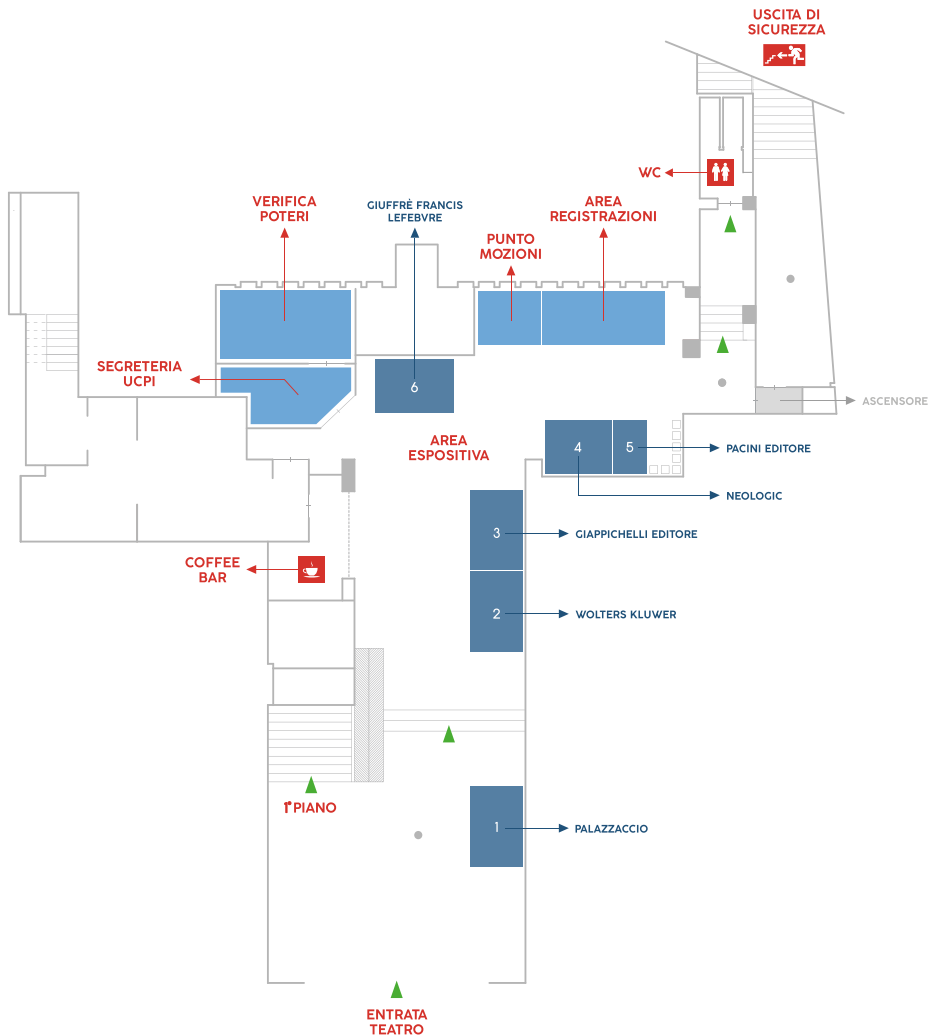 USCITA DI
SICUREZZA
WC
VERIFICA
POTERI
GIUFFRÈ FRANCIS
LEFEBVRE
AREA
REGISTRAZIONI
PUNTO
MOZIONI
SEGRETERIA
UCPI
6
ASCENSORE
AREA
ESPOSITIVA
4
5
PACINI EDITORE
NEOLOGIC
3
GIAPPICHELLI EDITORE
COFFEE
BAR
2
WOLTERS KLUWER
1° PIANO
1
PALAZZACCIO
ENTRATA
TEATRO